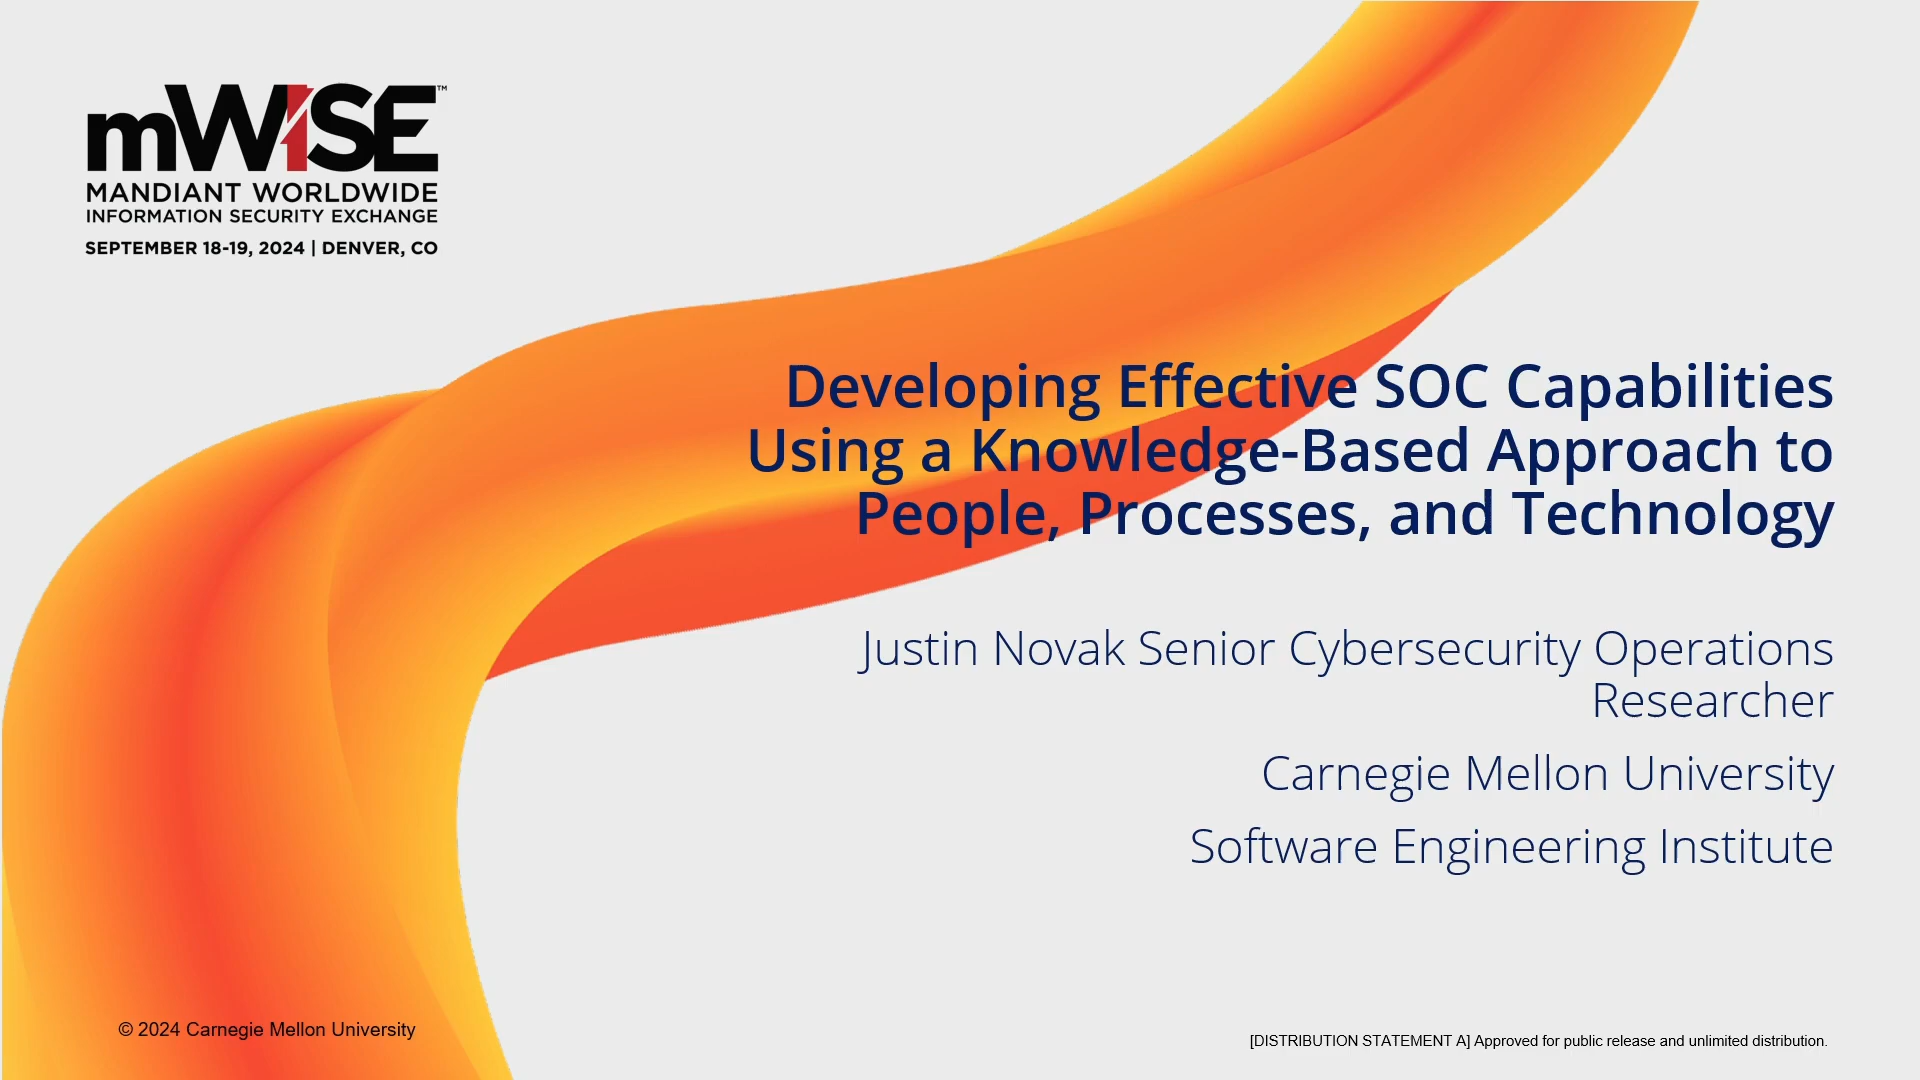 mWISE™
MANDIANT WORLDWIDE
INFORMATION SECURITY EXCHANGE
SEPTEMBER 18-19, 2024 | DENVER, CO
Developing Effective SOC Capabilities
Using a Knowledge-Based Approach to
People, Processes, and Technology
Justin Novak Senior Cybersecurity Operations
Researcher
Carnegie Mellon University
Software Engineering Institute
© 2024 Carnegie Mellon University
[DISTRIBUTION STATEMENT A] Approved for public release and unlimited distribution.